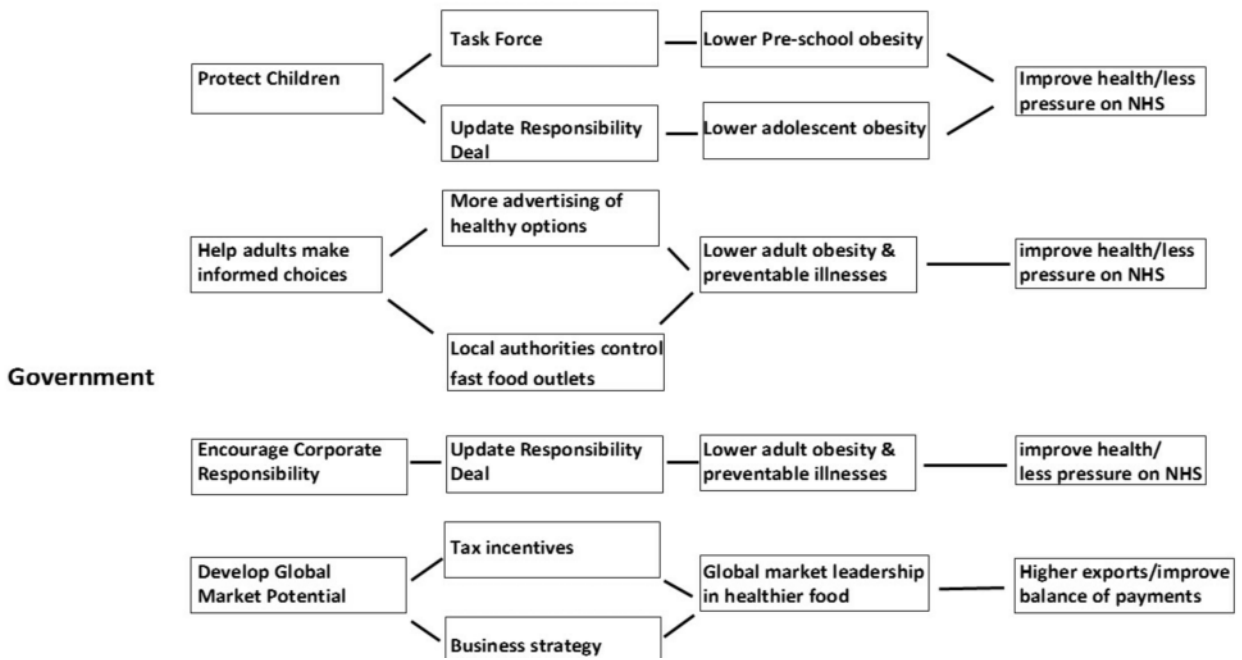 Task Force
Lower Pre-school obesity
Protect Children
Improve health/less
pressure on NHS
Update Responsibility
Deal
Lower adolescent obesity
More advertising of
healthy options
Help adults make
informed choices
Lower adult obesity &
preventable illnesses
improve health/less
pressure on NHS
Local authorities control
fast food outlets
Government
Encourage Corporate
Responsibility
Update Responsibility
Deal
Lower adult obesity &
preventable illnesses
improve health/
less pressure on NHS
Tax incentives
Develop Global
Market Potential
Global market leadership
in healthier food
Higher exports/improve
balance of payments
Business strategy